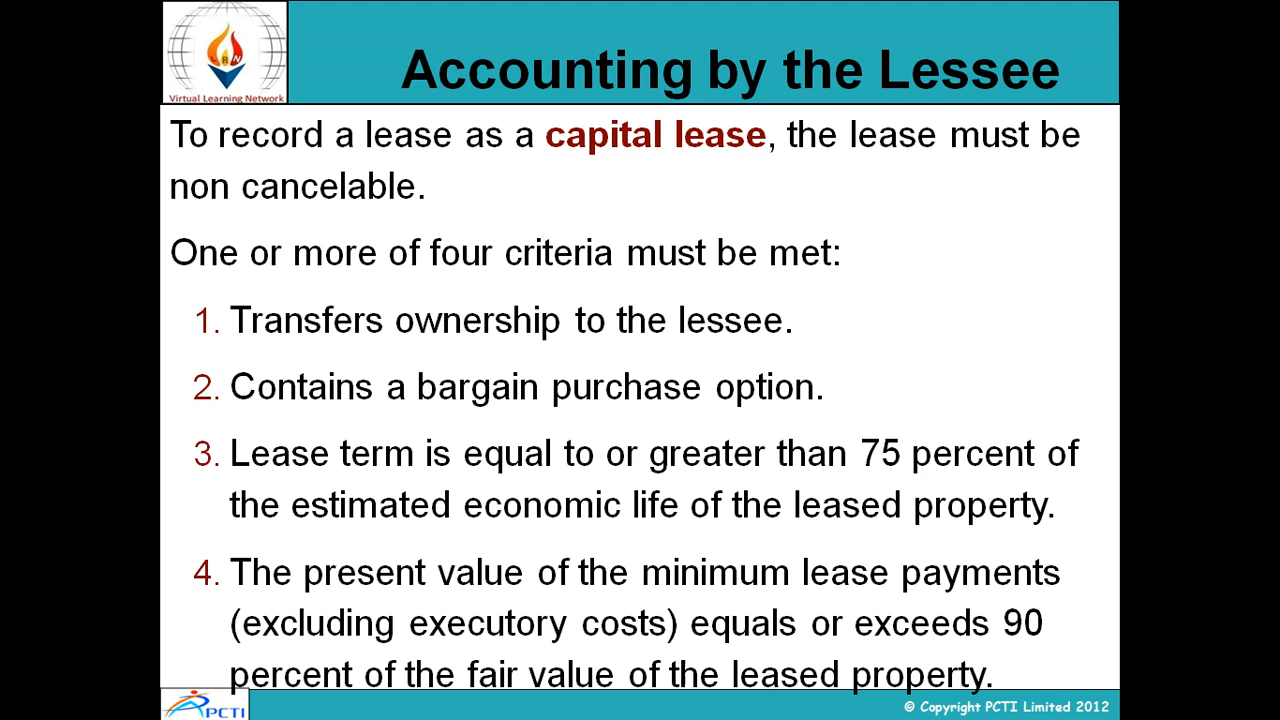 Accounting by the Lessee
LRN
Virtual Learning Network
To record a lease as a capital lease, the lease must be
non cancelable.
One or more of four criteria must be met:
1. Transfers ownership to the lessee.
2. Contains a bargain purchase option.
3. Lease term is equal to or greater than 75 percent of
the estimated economic life of the leased property.
4. The present value of the minimum lease payments
(excluding executory costs) equals or exceeds 90
percent of the fair value of the leased property.
PCTI
© Copyright PCTI Limited 2012